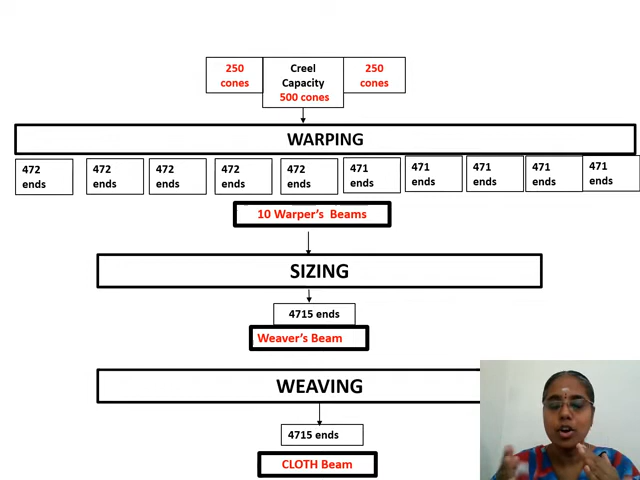 250
cones
Creel
Capacity
500 cones
250
cones
WARPING
472
ends
472
ends
472
ends
472
ends
472
ends
471
ends
471
ends
471
ends
471
ends
471
ends
10 Warper's Beams
SIZING
4715 ends
Weaver's Beam
WEAVING
4715 ends
CLOTH Beam